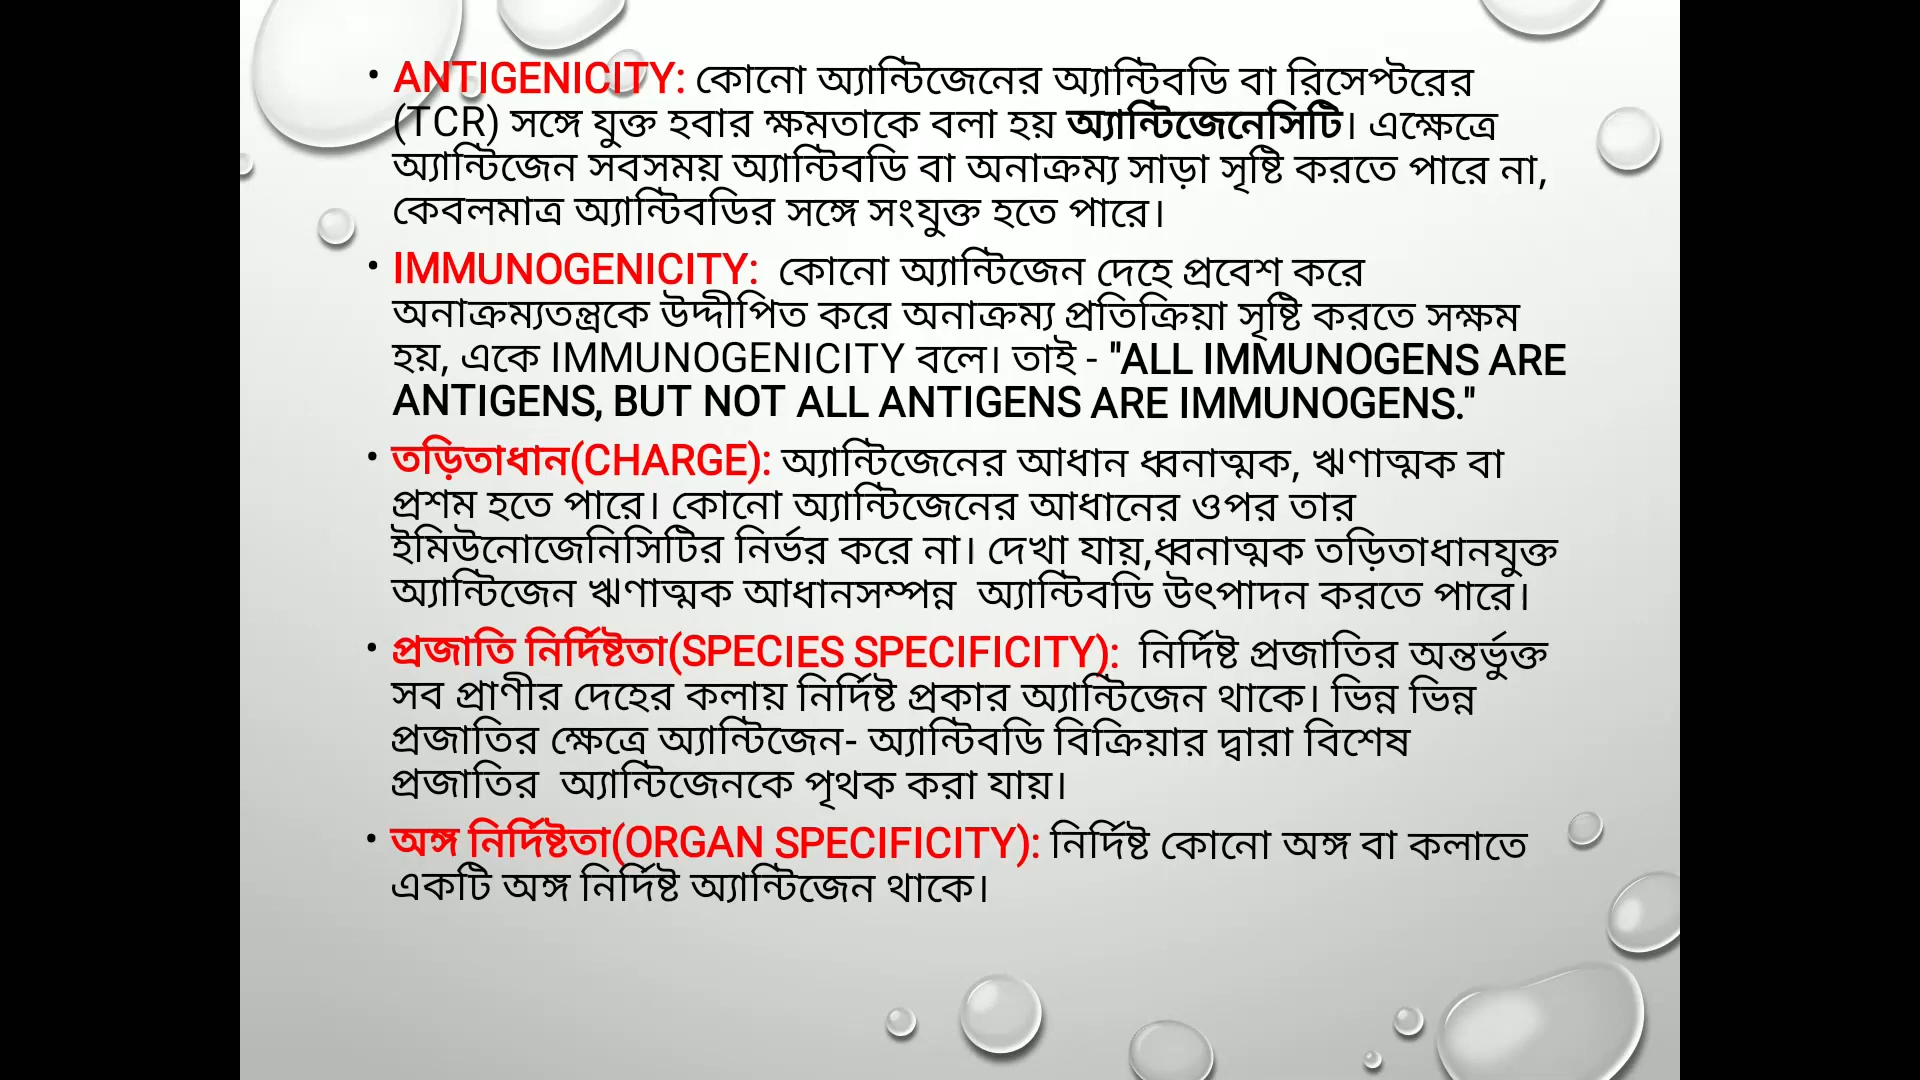 • ANTIGENICITY: কোনো অ্যান্টিজেনের অ্যান্টিবডি বা রিসেপ্টরের
(TCR) সঙ্গে যুক্ত হবার ক্ষমতাকে বলা হয় অ্যান্টিজেনেসিটি। এক্ষেত্রে
অ্যান্টিজেন সবসময় অ্যান্টিবডি বা অনাক্রম্য সাড়া সৃষ্টি করতে পারে না,
কেবলমাত্র অ্যান্টিবডির সঙ্গে সংযুক্ত হতে পারে।
• IMMUNOGENICITY: কোনো অ্যান্টিজেন দেহে প্রবেশ করে
অনাক্রম্যতন্ত্রকে উদ্দীপিত করে অনাক্রম্য প্রতিক্রিয়া সৃষ্টি করতে সক্ষম
হয়, একে IMMUNOGENICITY বলে। তাই - "ALL IMMUNOGENS ARE
ANTIGENS, BUT NOT ALL ANTIGENS ARE IMMUNOGENS."
• তড়িতাধান(CHARGE): অ্যান্টিজেনের আধান ধ্বনাত্মক, ঋণাত্মক বা
প্রশম হতে পারে। কোনো অ্যান্টিজেনের আধানের ওপর তার
ইমিউনোজেনিসিটির নির্ভর করে না। দেখা যায়,ধ্বনাত্মক তড়িতাধানযুক্ত
অ্যান্টিজেন ঋণাত্মক আধানসম্পন্ন অ্যান্টিবডি উৎপাদন করতে পারে।
• প্রজাতি নির্দিষ্টতা(SPECIES SPECIFICITY): নির্দিষ্ট প্রজাতির অন্তর্ভুক্ত
সব প্রাণীর দেহের কলায় নির্দিষ্ট প্রকার অ্যান্টিজেন থাকে। ভিন্ন ভিন্ন
প্রজাতির ক্ষেত্রে অ্যান্টিজেন- অ্যান্টিবডি বিক্রিয়ার দ্বারা বিশেষ
প্রজাতির অ্যান্টিজেনকে পৃথক করা যায়।
• অঙ্গ নির্দিষ্টতা(ORGAN SPECIFICITY): নির্দিষ্ট কোনো অঙ্গ বা কলাতে
একটি অঙ্গ নির্দিষ্ট অ্যান্টিজেন থাকে।